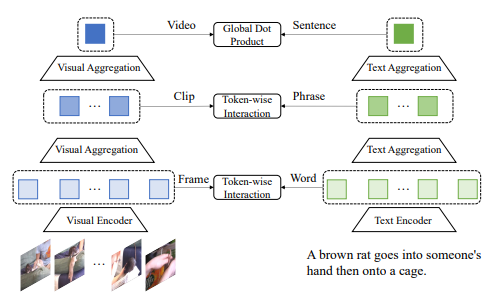 Video
Global Dot
Product
Sentence
Visual Aggregation
Text Aggregation
...
...
Clip
Token-wise
Interaction
Phrase
Visual Aggregation
Text Aggregation
...
...
Frame
Token-wise
Interaction
Word
Visual Encoder
Text Encoder
...
A brown rat goes into someone's
hand then onto a cage.